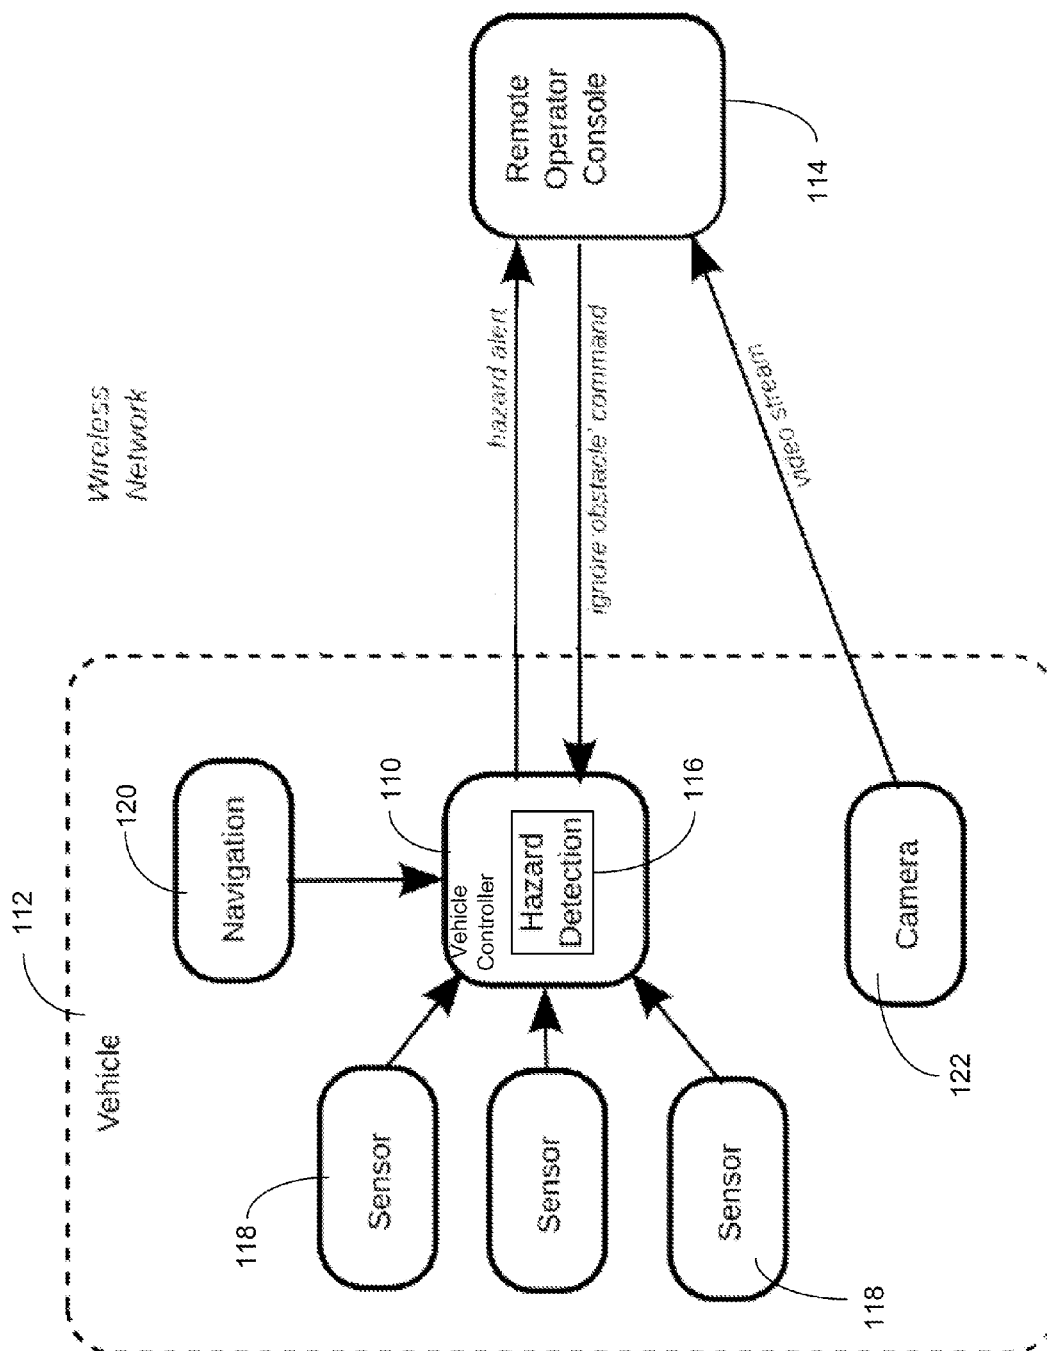 112
Vehicle
Wireless
Network
120
Navigation
110
Vehicle
Controller
Hazard
Detection
116
118
Sensor
Sensor
Sensor
118
Camera
122
hazard alert
ignore obstacle' command
video stream
Remote
Operator
Console
114